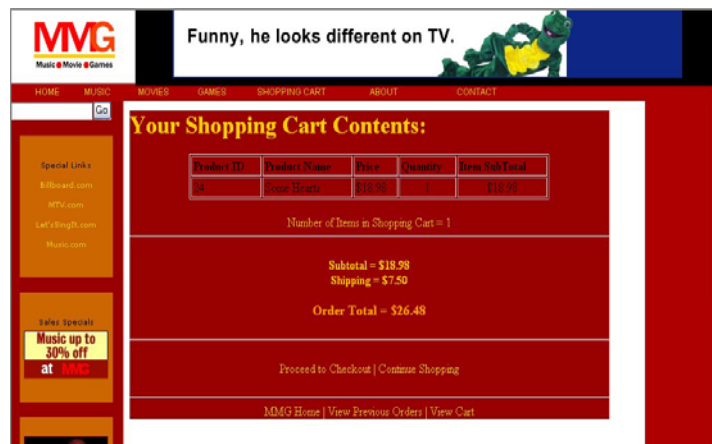 MMG
Music Movie Games
Funny, he looks different on TV.
HOME MUSIC MOVIES GAMES SHOPPING CART ABOUT CONTACT
Go
Your Shopping Cart Contents:
Product ID Product Name Price Quantity Item SubTotal
24 Some Hearts $18.98 1 $18.98
Number of Items in Shopping Cart = 1
Subtotal = $18.98
Shipping = $7.50
Order Total = $26.48
Proceed to Checkout | Continue Shopping
MMG Home | View Previous Orders | View Cart
Special Links
Billboard.com
MTV.com
Let'sSingIt.com
Music.com
Sales Specials
Music up to
30% off
at MMG